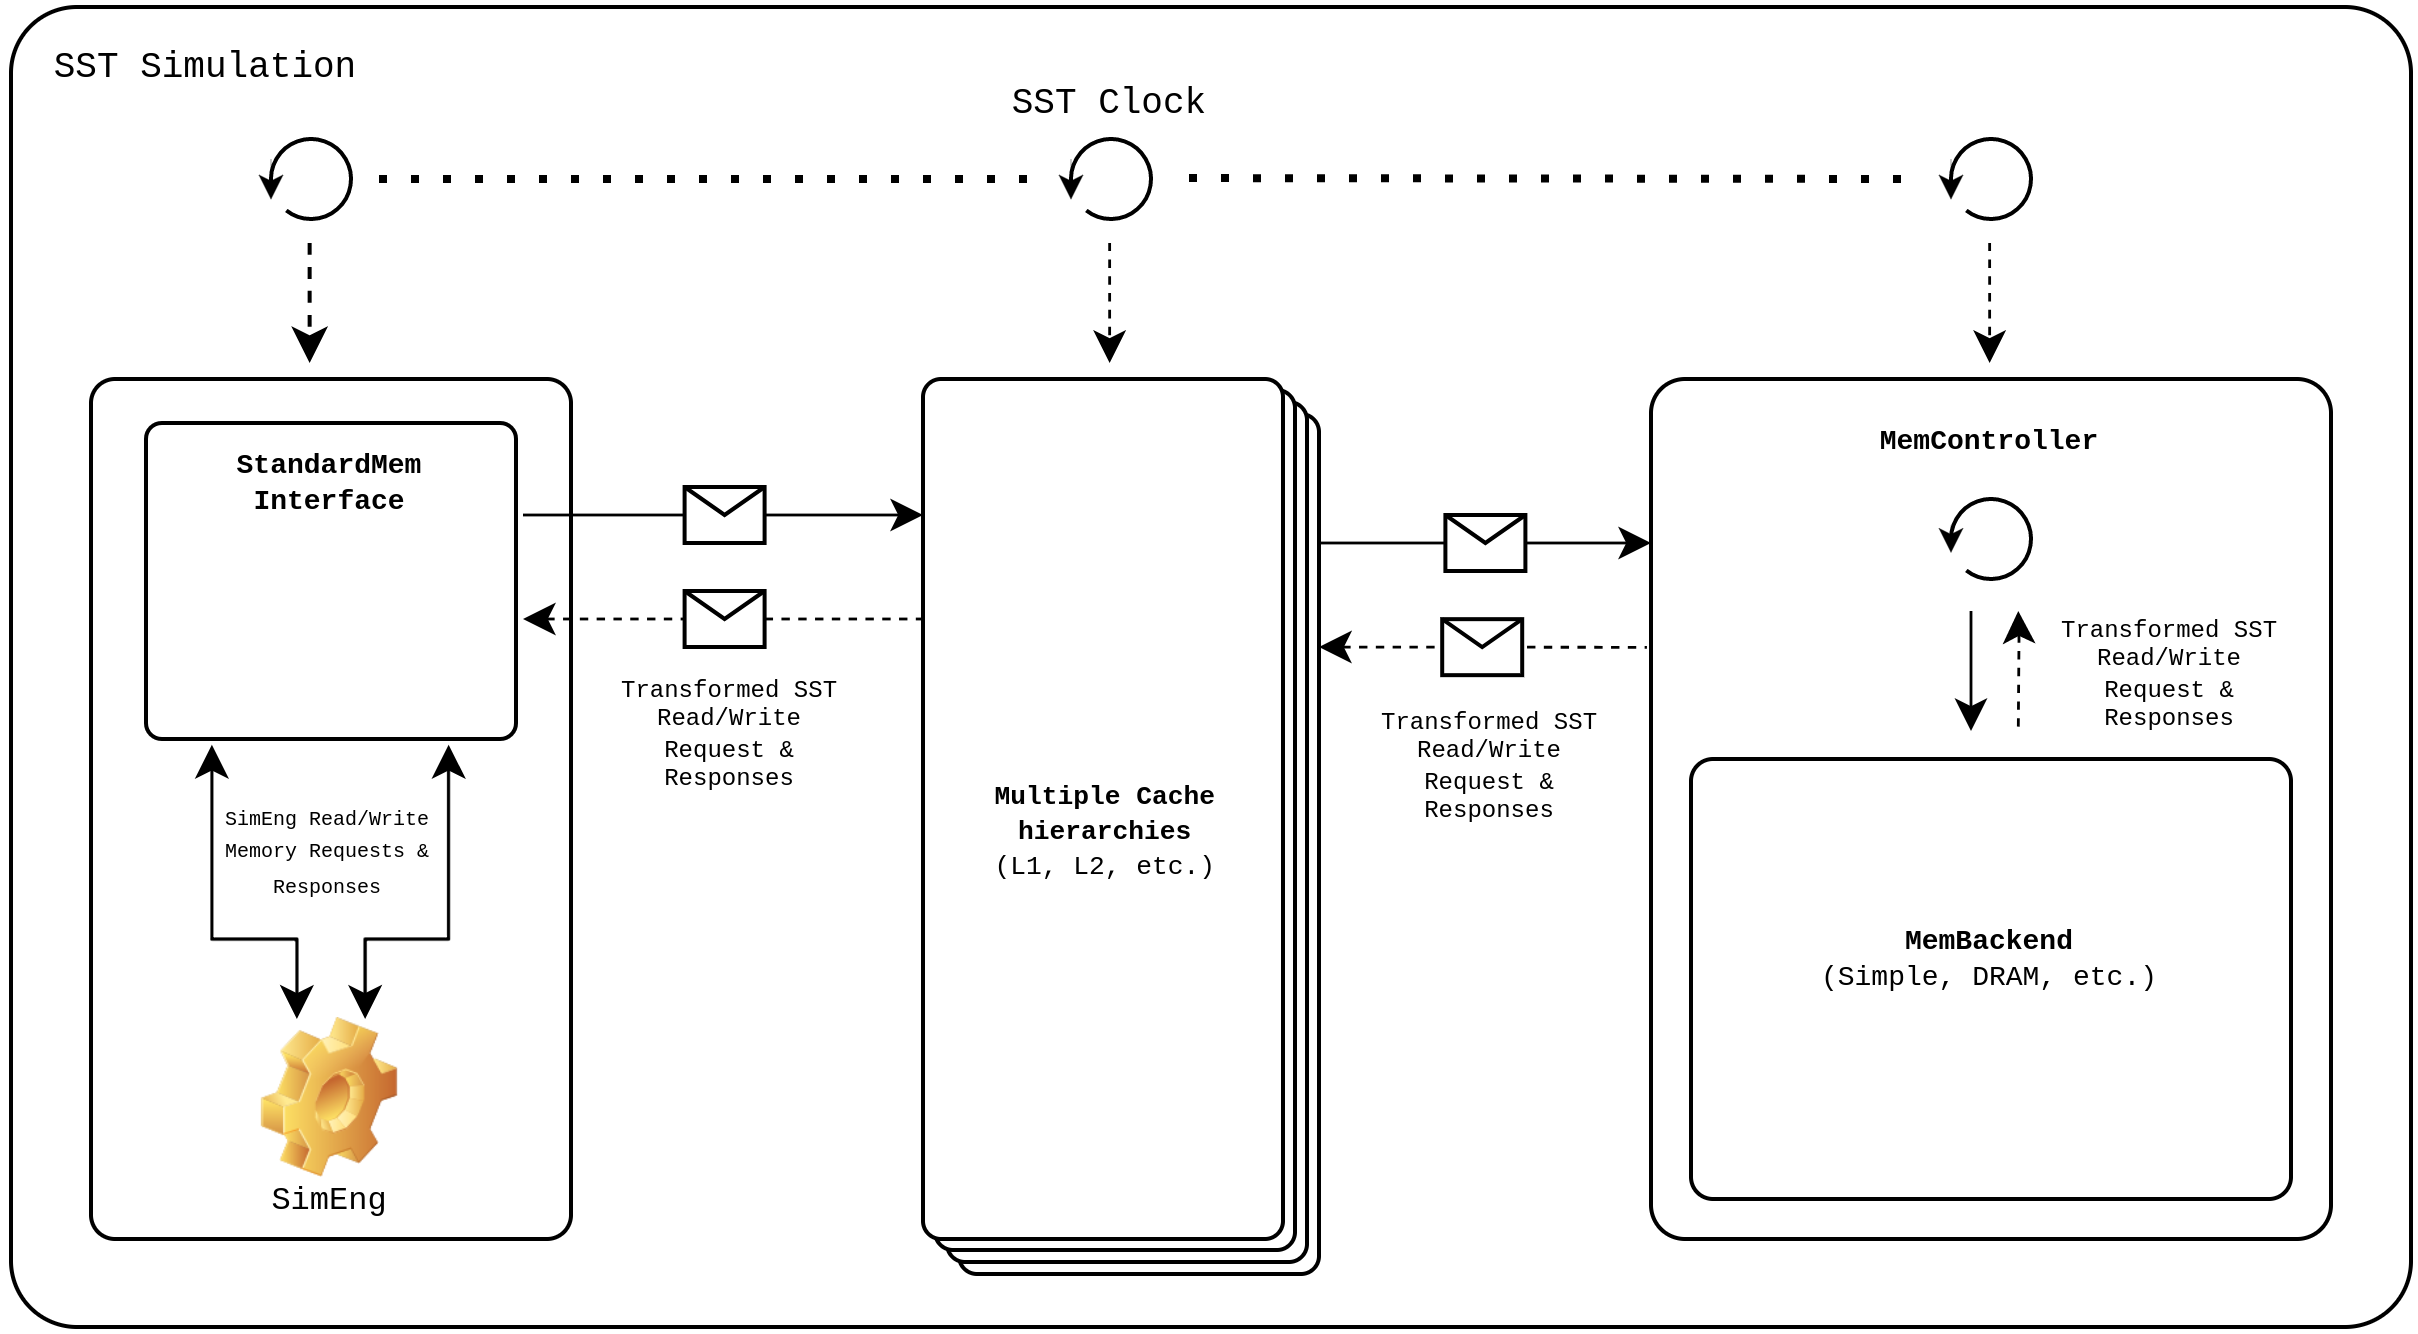 SST Simulation
SST Clock
StandardMem
Interface
SimEng Read/Write
Memory Requests &
Responses
SimEng
Transformed SST
Read/Write
Request &
Responses
Multiple Cache
hierarchies
(L1, L2, etc.)
Transformed SST
Read/Write
Request &
Responses
MemController
Transformed SST
Read/Write
Request &
Responses
MemBackend
(Simple, DRAM, etc.)